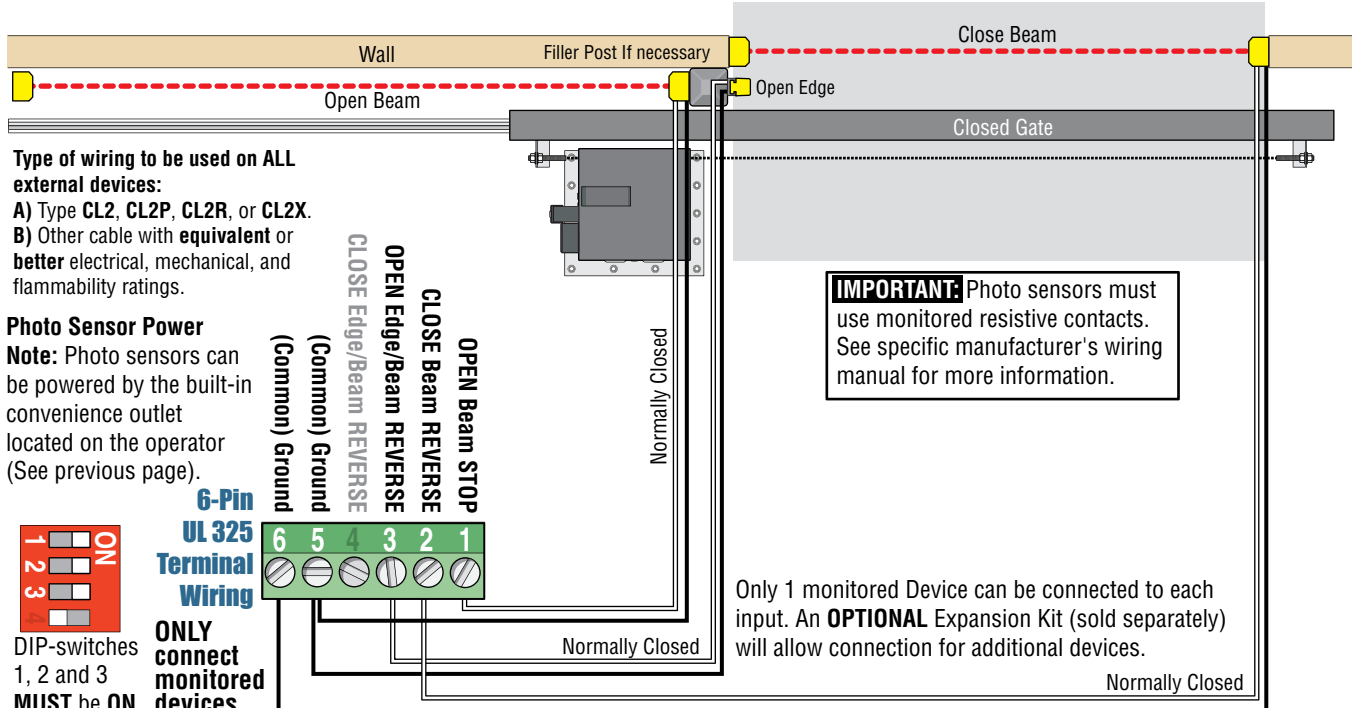 Close Beam
Wall
Filler Post If necessary
Open Edge
Open Beam
Closed Gate
Type of wiring to be used on ALL
external devices:
A) Type CL2, CL2P, CL2R, or CL2X.
B) Other cable with equivalent or
better electrical, mechanical, and
flammability ratings.
IMPORTANT: Photo sensors must
use monitored resistive contacts.
See specific manufacturer's wiring
manual for more information.
Photo Sensor Power
Note: Photo sensors can
be powered by the built-in
convenience outlet
located on the operator
(See previous page).
(Common) Ground
(Common) Ground
CLOSE Edge/Beam REVERSE
OPEN Edge/Beam REVERSE
CLOSE Beam REVERSE
OPEN Beam STOP
Normally Closed
6-Pin
UL 325
Terminal
Wiring
6 5 4 3 2 1
ON
1
2
3
4
DIP-switches
1, 2 and 3
MUST be ON
ONLY
connect
monitored
devices
Normally Closed
Only 1 monitored Device can be connected to each
input. An OPTIONAL Expansion Kit (sold separately)
will allow connection for additional devices.
Normally Closed